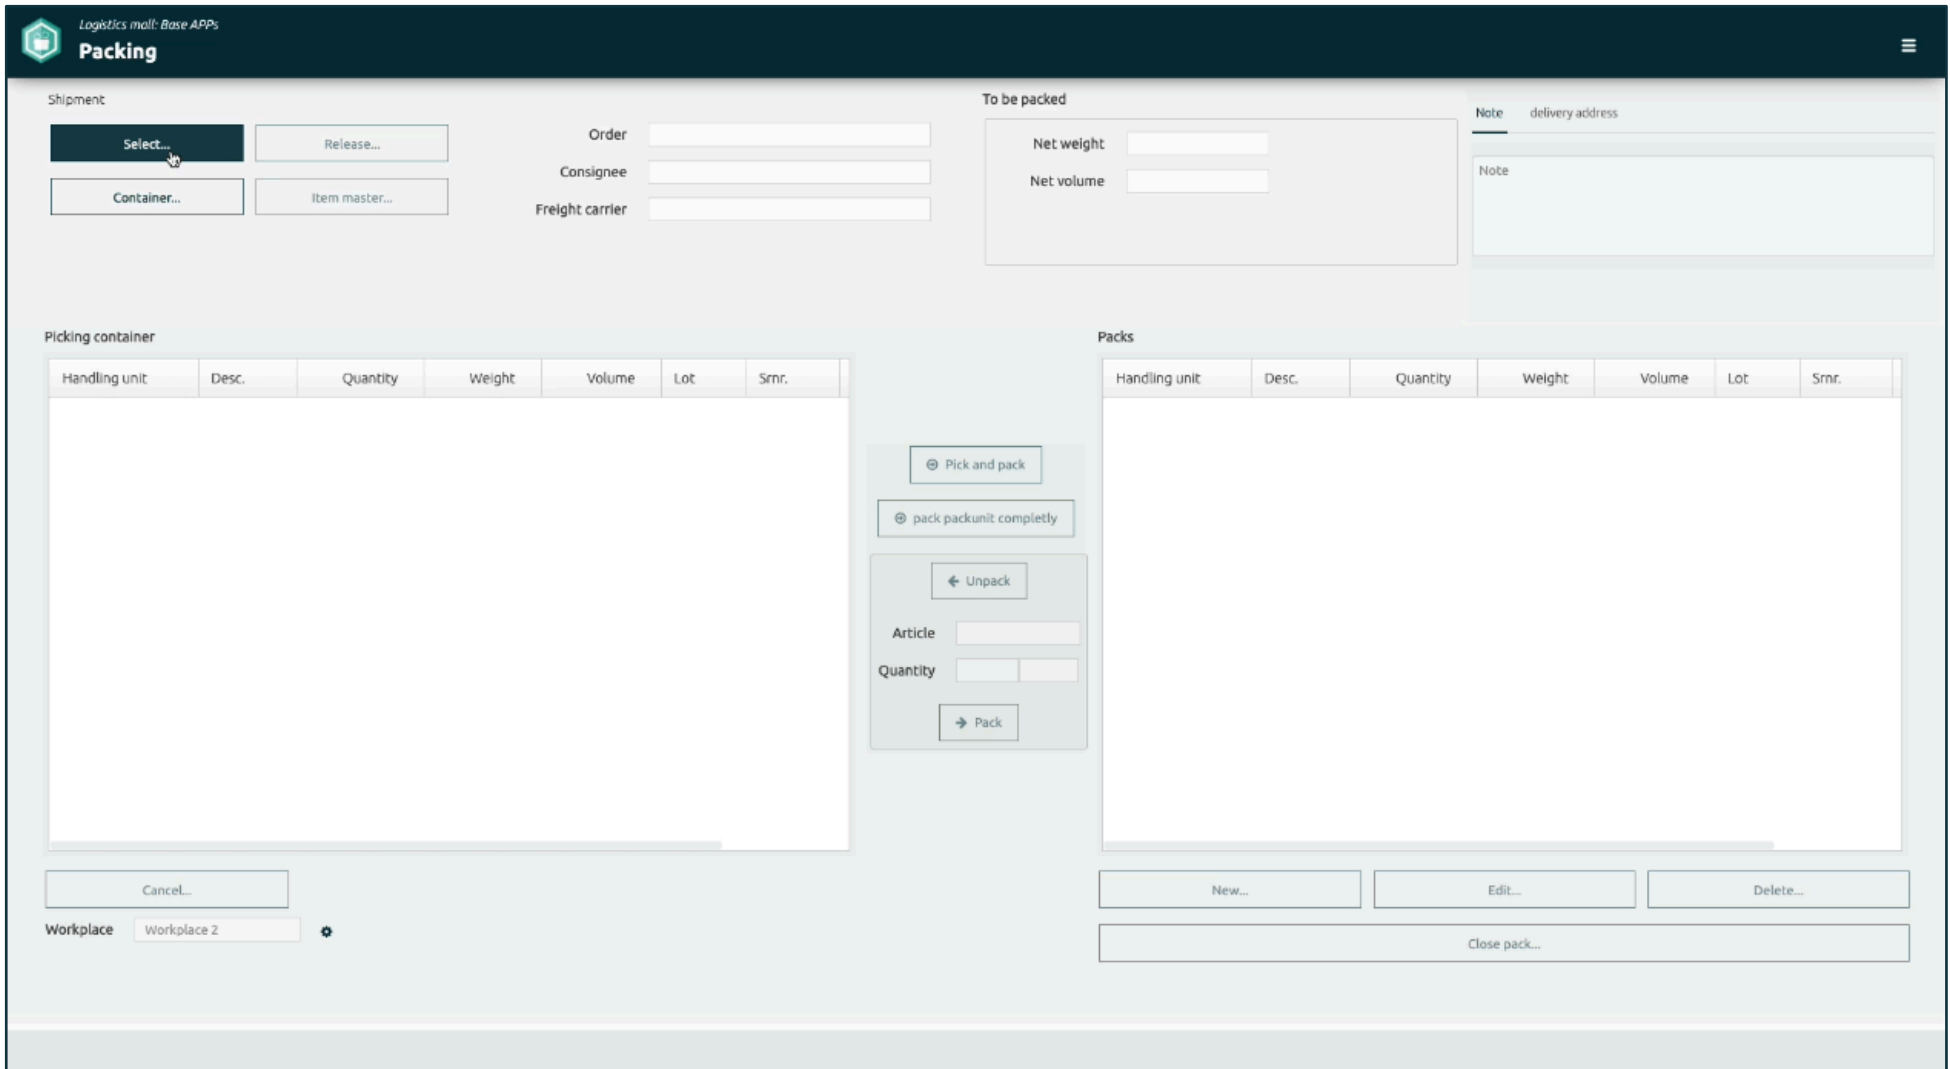 Logistics mall: Base APPs
Packing
Shipment
Select...
Release...
Container...
Item master...
Order
Consignee
Freight carrier
To be packed
Net weight
Net volume
Note delivery address
Note
Picking container
Handling unit Desc. Quantity Weight Volume Lot Srnr.
Pick and pack
pack packunit completly
Unpack
Article
Quantity
Pack
Packs
Handling unit Desc. Quantity Weight Volume Lot Srnr.
Cancel...
Workplace Workplace 2
New... Edit... Delete...
Close pack...